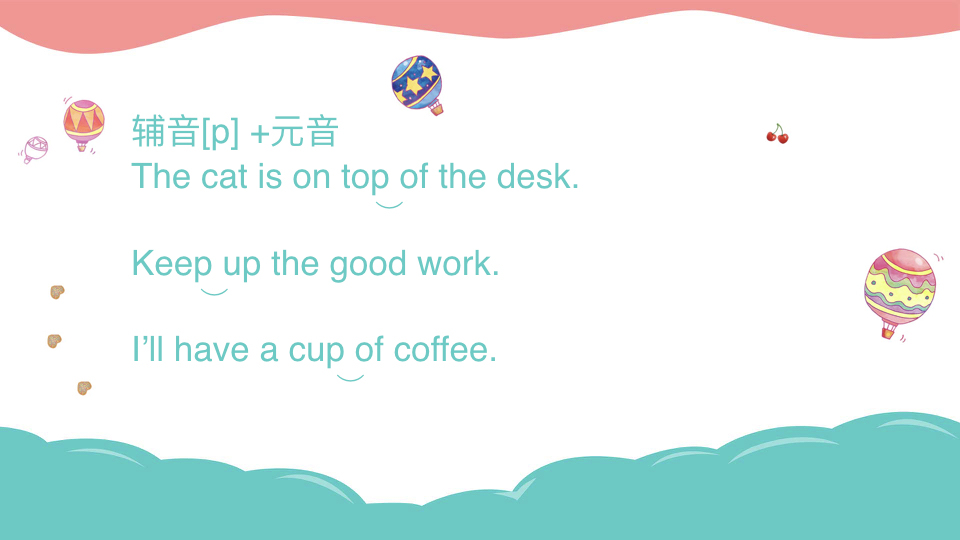 辅音[p] +元音
The cat is on top of the desk.
Keep up the good work.
I’ll have a cup of coffee.